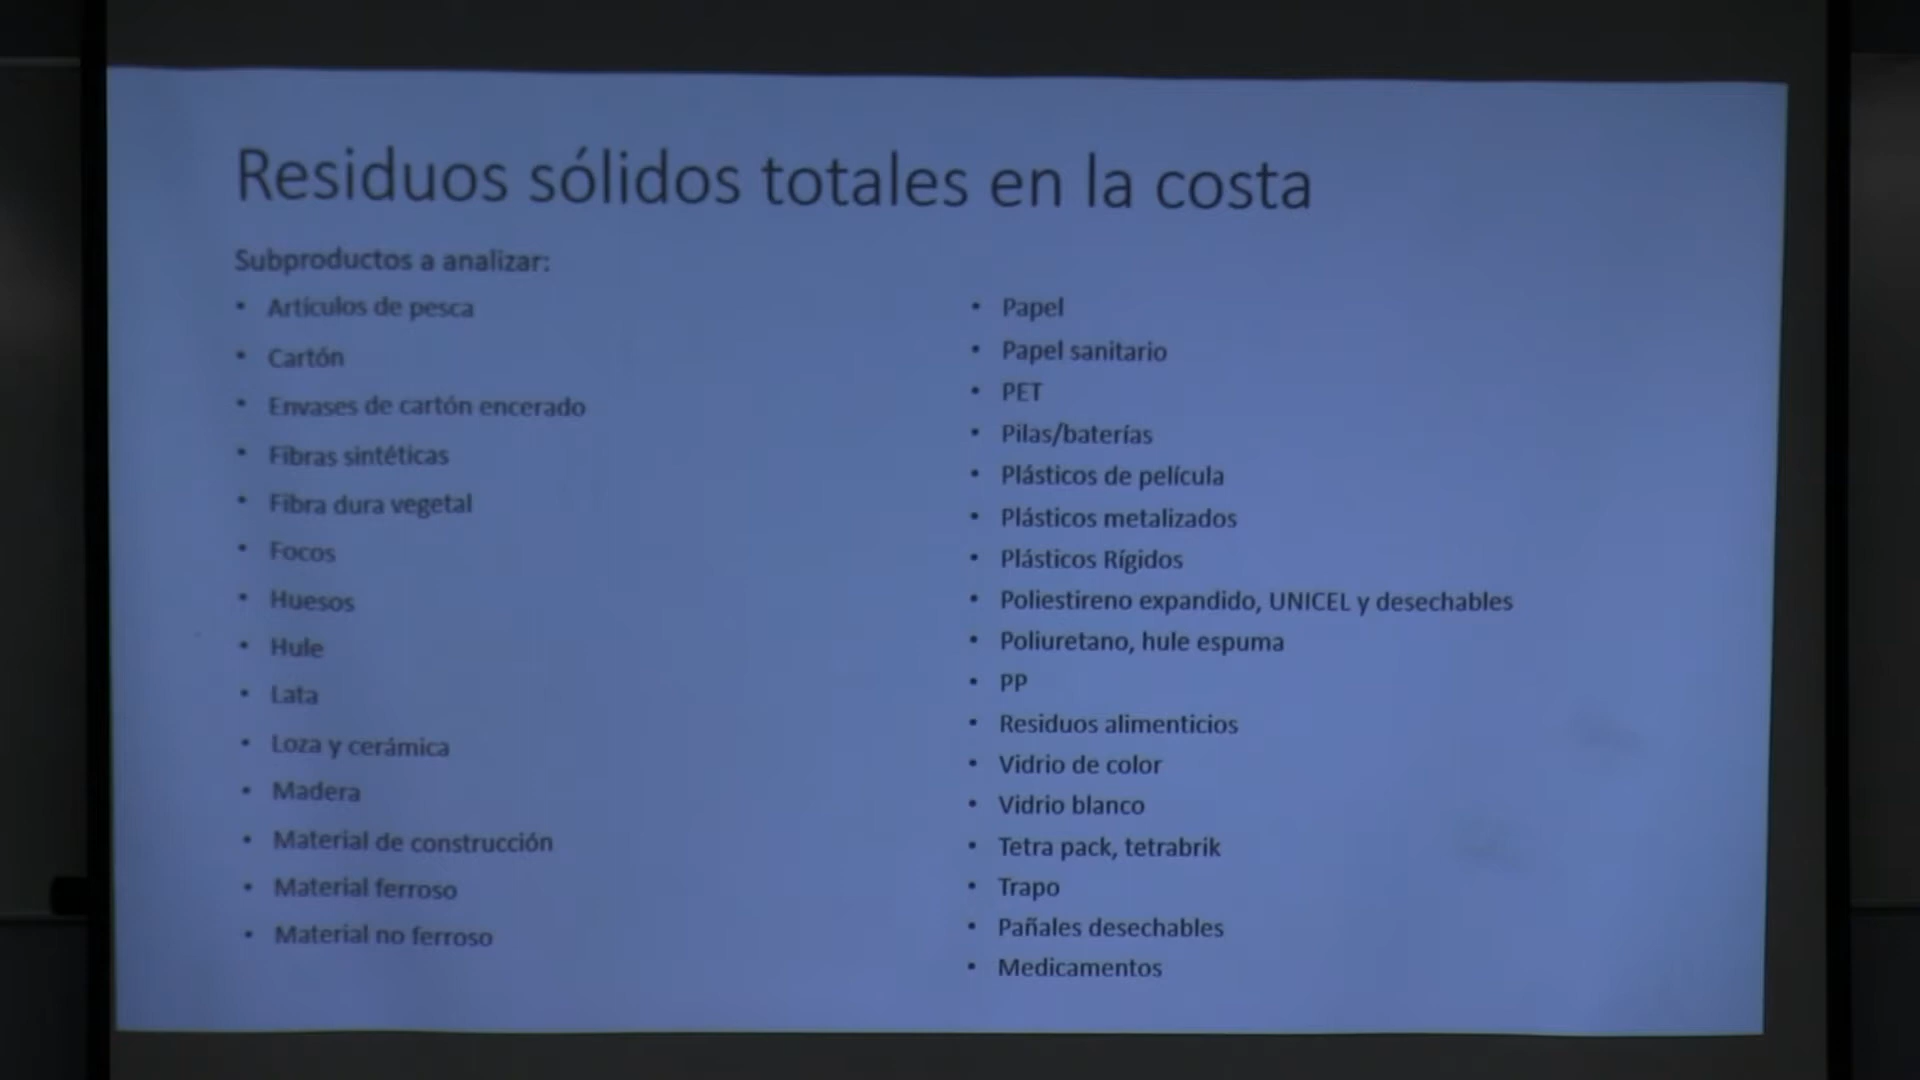 Residuos sólidos totales en la costa
Subproductos a analizar:
• Artículos de pesca
• Cartón
• Envases de cartón encerado
• Fibras sintéticas
• Fibra dura vegetal
• Focos
• Huesos
• Hule
• Lata
• Loza y cerámica
• Madera
• Material de construcción
• Material ferroso
• Material no ferroso
• Papel
• Papel sanitario
• PET
• Pilas/baterías
• Plásticos de película
• Plásticos metalizados
• Plásticos Rígidos
• Poliestireno expandido, UNICEL y desechables
• Poliuretano, hule espuma
• PP
• Residuos alimenticios
• Vidrio de color
• Vidrio blanco
• Tetra pack, tetrabrik
• Trapo
• Pañales desechables
• Medicamentos